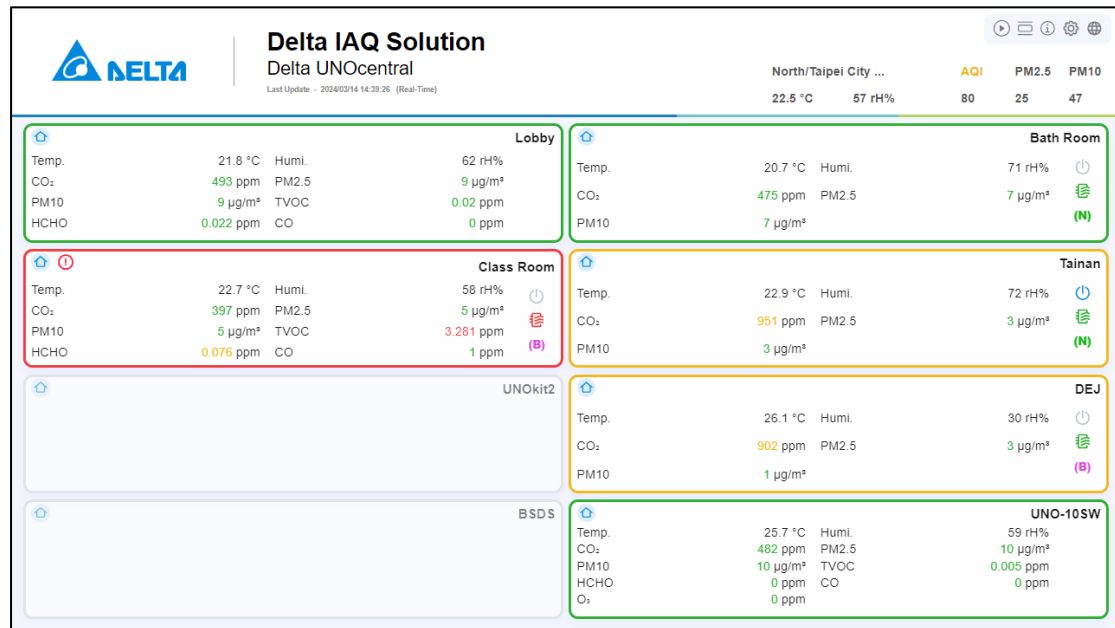 DELTA
Delta IAQ Solution
Delta UNOcentral
Last Update - 2024/03/14 14:39:26 (Real-Time)
North/Taipei City ... AQI PM2.5 PM10
22.5 °C 57 rH% 80 25 47
Lobby
Temp. 21.8 °C Humi. 62 rH%
CO₂ 493 ppm PM2.5 9 µg/m³
PM10 9 µg/m³ TVOC 0.02 ppm
HCHO 0.022 ppm CO 0 ppm
Bath Room
Temp. 20.7 °C Humi. 71 rH%
CO₂ 475 ppm PM2.5 7 µg/m³
PM10 7 µg/m³
(N)
Class Room
Temp. 22.7 °C Humi. 58 rH%
CO₂ 397 ppm PM2.5 5 µg/m³
PM10 5 µg/m³ TVOC 3.281 ppm
HCHO 0.076 ppm CO 1 ppm
(B)
Tainan
Temp. 22.9 °C Humi. 72 rH%
CO₂ 951 ppm PM2.5 3 µg/m³
PM10 3 µg/m³
(N)
UNOkit2
DEJ
Temp. 26.1 °C Humi. 30 rH%
CO₂ 902 ppm PM2.5 3 µg/m³
PM10 1 µg/m³
(B)
BSDS
UNO-10SW
Temp. 25.7 °C Humi. 59 rH%
CO₂ 482 ppm PM2.5 10 µg/m³
PM10 10 µg/m³ TVOC 0.005 ppm
HCHO 0 ppm CO 0 ppm
O₃ 0 ppm